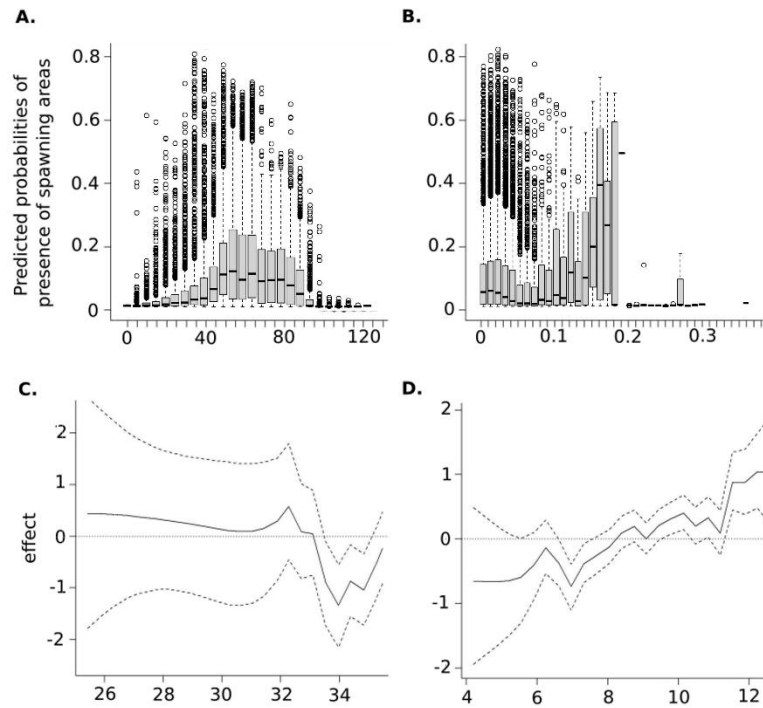 A.
B.
Predicted probabilities of
presence of spawning areas
0.8
0.6
0.4
0.2
0
0 40 80 120
0.8
0.6
0.4
0.2
0
0 0.1 0.2 0.3
C.
D.
effect
2
1
0
-1
-2
26 28 30 32 34
2
1
0
-1
-2
4 6 8 10 12